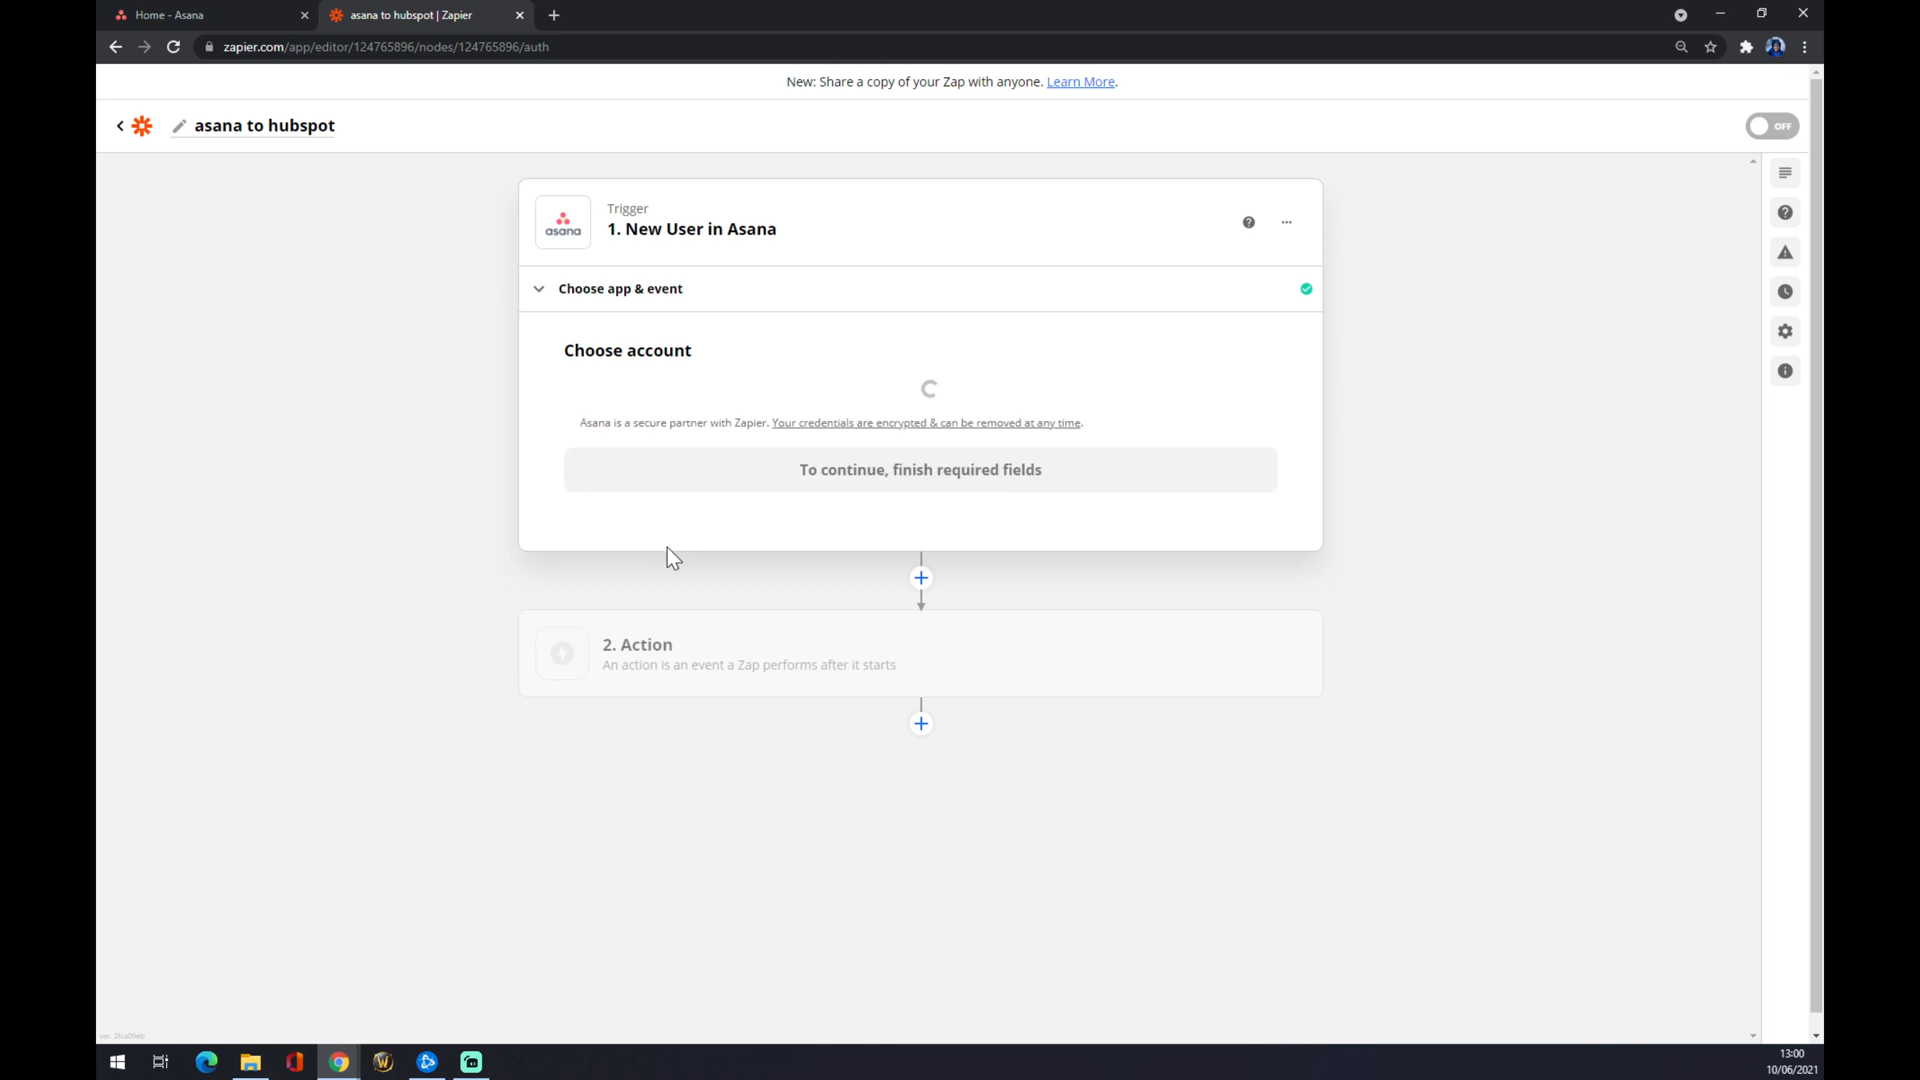 Home - Asana
asana to hubspot | Zapier
zapier.com/app/editor/124765896/nodes/124765896/auth
New: Share a copy of your Zap with anyone. Learn More.
asana to hubspot
OFF
asana
Trigger
1. New User in Asana
Choose app & event
Choose account
Asana is a secure partner with Zapier. Your credentials are encrypted & can be removed at any time.
To continue, finish required fields
2. Action
An action is an event a Zap performs after it starts
13:00
10/06/2021